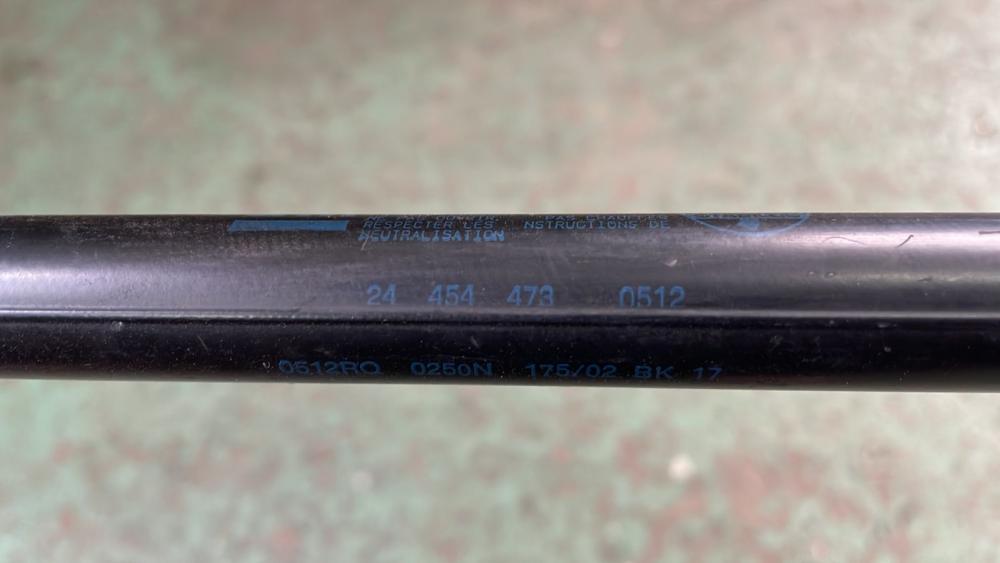 RESPECTER LES NSTRUCTIONS DE
NEUTRALISATION
24 454 473 0512
0512RQ 0250N 175/02 BK 17